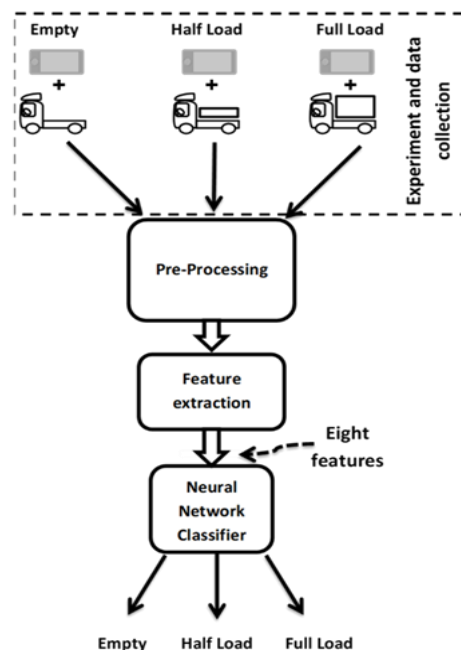 Empty
Half Load
Full Load
+
+
+
Experiment and data
collection
Pre-Processing
Feature
extraction
Eight
features
Neural
Network
Classifier
Empty
Half Load
Full Load